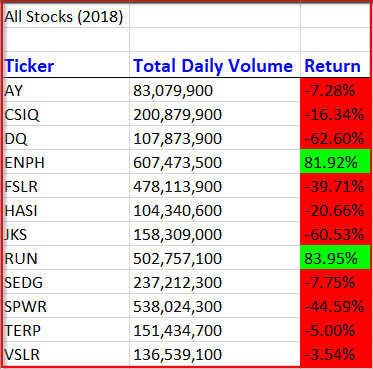 All Stocks (2018)
Ticker Total Daily Volume Return
AY 83,079,900 -7.28%
CSIQ 200,879,900 -16.34%
DQ 107,873,900 -62.60%
ENPH 607,473,500 81.92%
FSLR 478,113,900 -39.71%
HASI 104,340,600 -20.66%
JKS 158,309,000 -60.53%
RUN 502,757,100 83.95%
SEDG 237,212,300 -7.75%
SPWR 538,024,300 -44.59%
TERP 151,434,700 -5.00%
VSLR 136,539,100 -3.54%